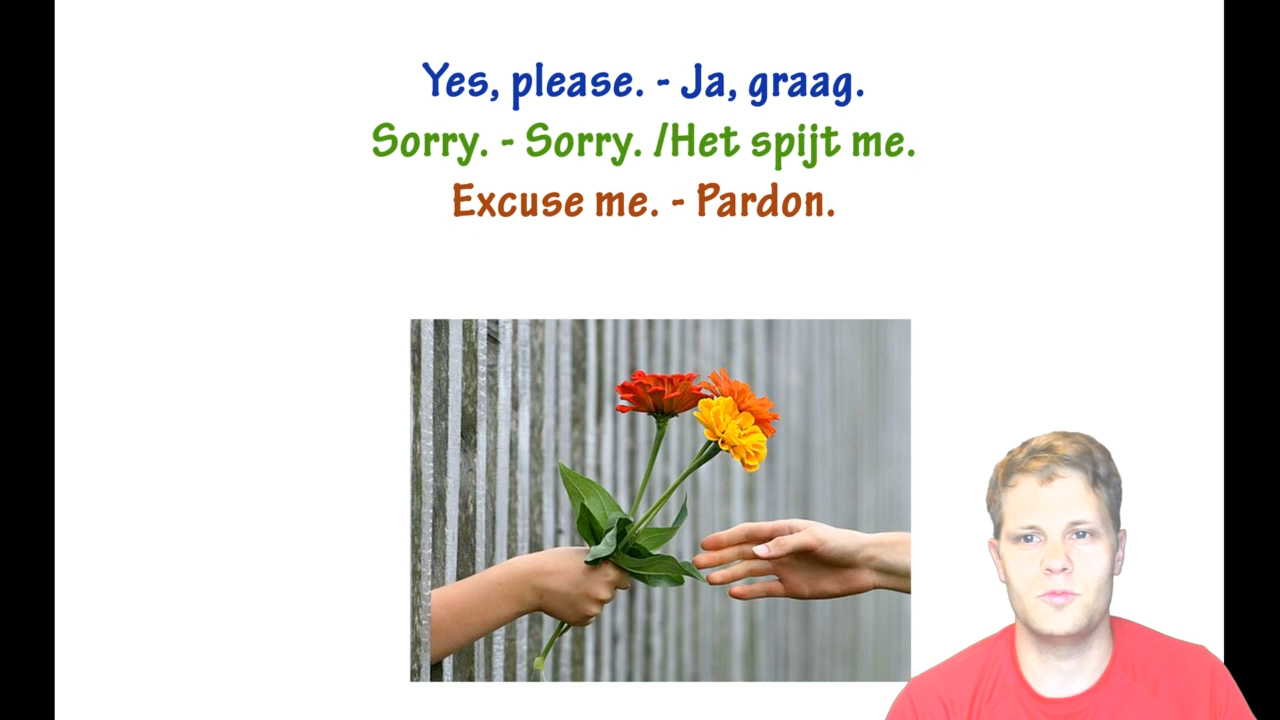 Yes, please. - Ja, graag.
Sorry. - Sorry. /Het spijt me.
Excuse me. - Pardon.